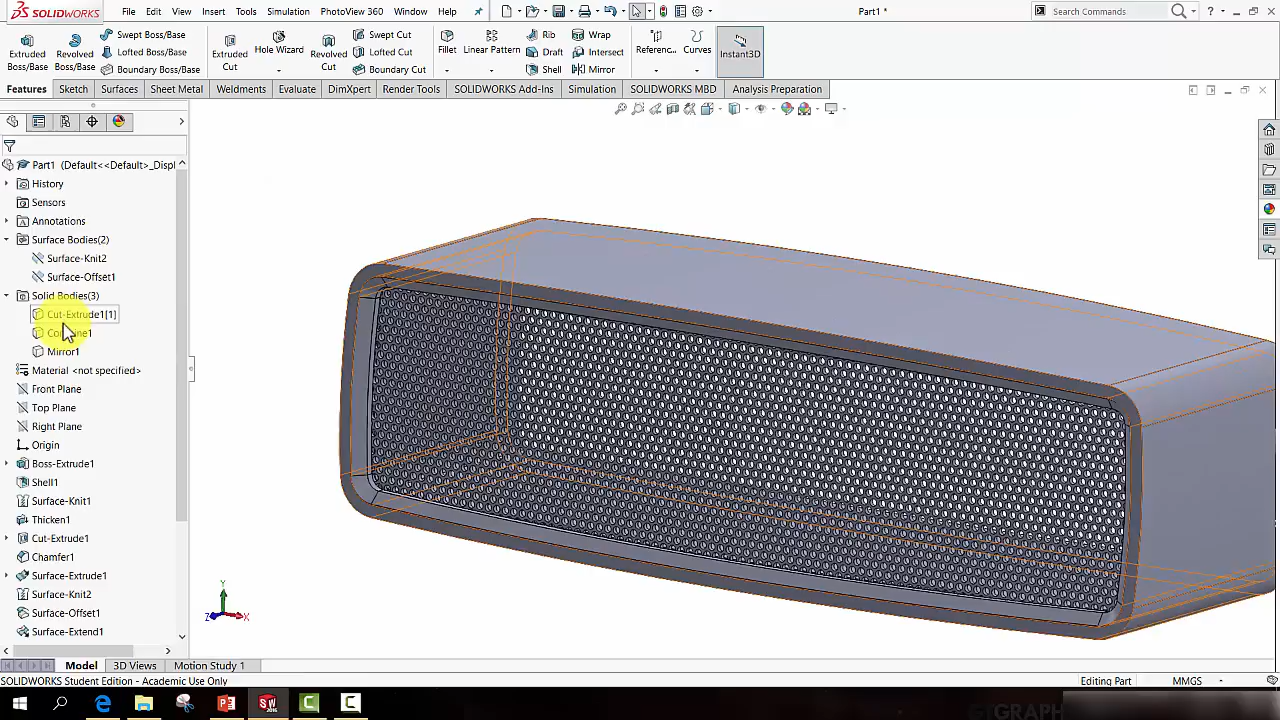 SOLIDWORKS File Edit View Insert Tools Simulation PhotoView 360 Window Help Part1 * Search Commands
Extruded Boss/Base
Revolved Boss/Base
Swept Boss/Base
Lofted Boss/Base
Boundary Boss/Base
Extruded Cut
Hole Wizard
Revolved Cut
Swept Cut
Lofted Cut
Boundary Cut
Fillet
Linear Pattern
Rib
Draft
Shell
Wrap
Intersect
Mirror
Referenc...
Curves
Instant3D
Features Sketch Surfaces Sheet Metal Weldments Evaluate DimXpert Render Tools SOLIDWORKS Add-Ins Simulation SOLIDWORKS MBD Analysis Preparation
Part1 (Default<<Default>_Displ
History
Sensors
Annotations
Surface Bodies(2)
Surface-Knit2
Surface-Offset1
Solid Bodies(3)
Cut-Extrude1[1]
Combine1
Mirror1
Material <not specified>
Front Plane
Top Plane
Right Plane
Origin
Boss-Extrude1
Shell1
Surface-Knit1
Thicken1
Cut-Extrude1
Chamfer1
Surface-Extrude1
Surface-Knit2
Surface-Offset1
Surface-Extend1
Y
Z X
Model 3D Views Motion Study 1
SOLIDWORKS Student Edition - Academic Use Only Editing Part MMGS